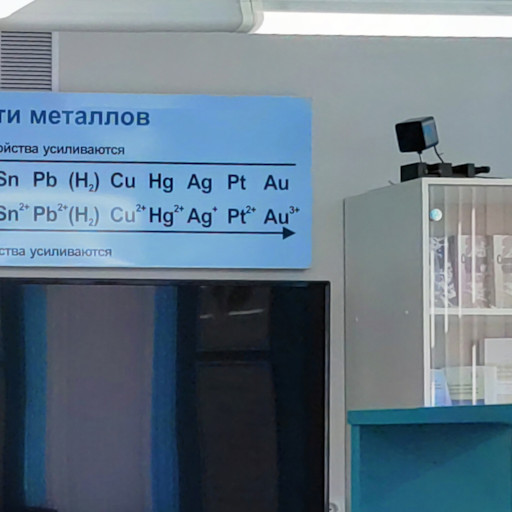 ти металлов
ойства усиливаются
Sn Pb (H₂) Cu Hg Ag Pt Au
Sn²⁺ Pb²⁺ (H₂) Cu²⁺ Hg²⁺ Ag⁺ Pt²⁺ Au³⁺
ства усиливаются